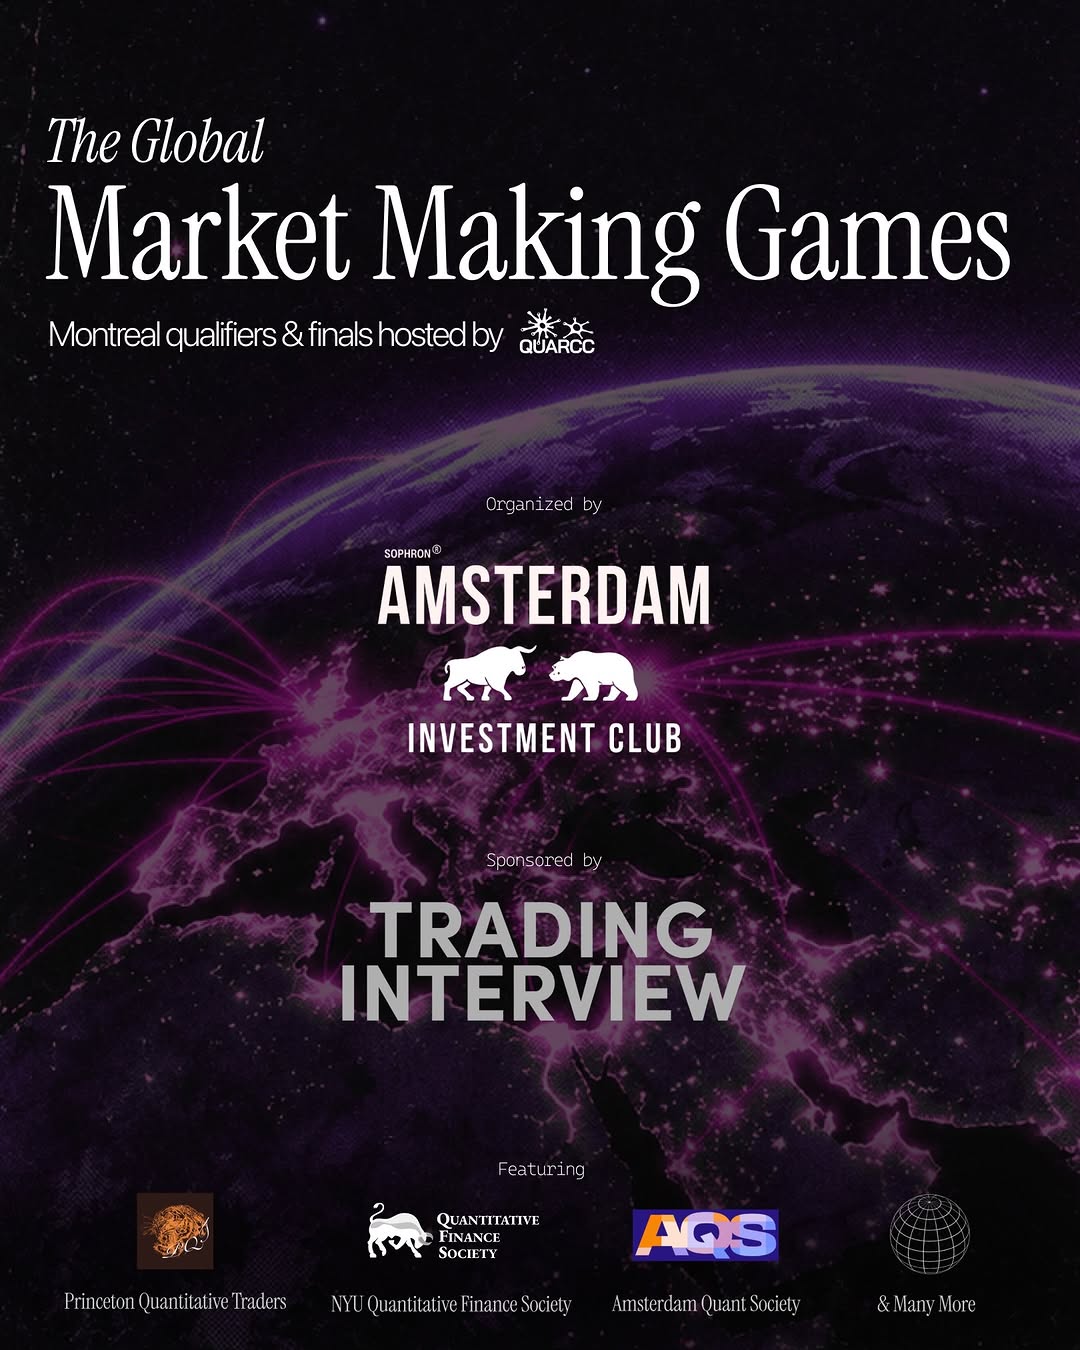 The Global
Market Making Games
Montreal qualifiers & finals hosted by
QUARCC
Organized by
SOPHRON®
AMSTERDAM
INVESTMENT CLUB
Sponsored by
TRADING
INTERVIEW
Featuring
QUANTITATIVE
FINANCE
SOCIETY
AQS
Princeton Quantitative Traders
NYU Quantitative Finance Society
Amsterdam Quant Society
& Many More